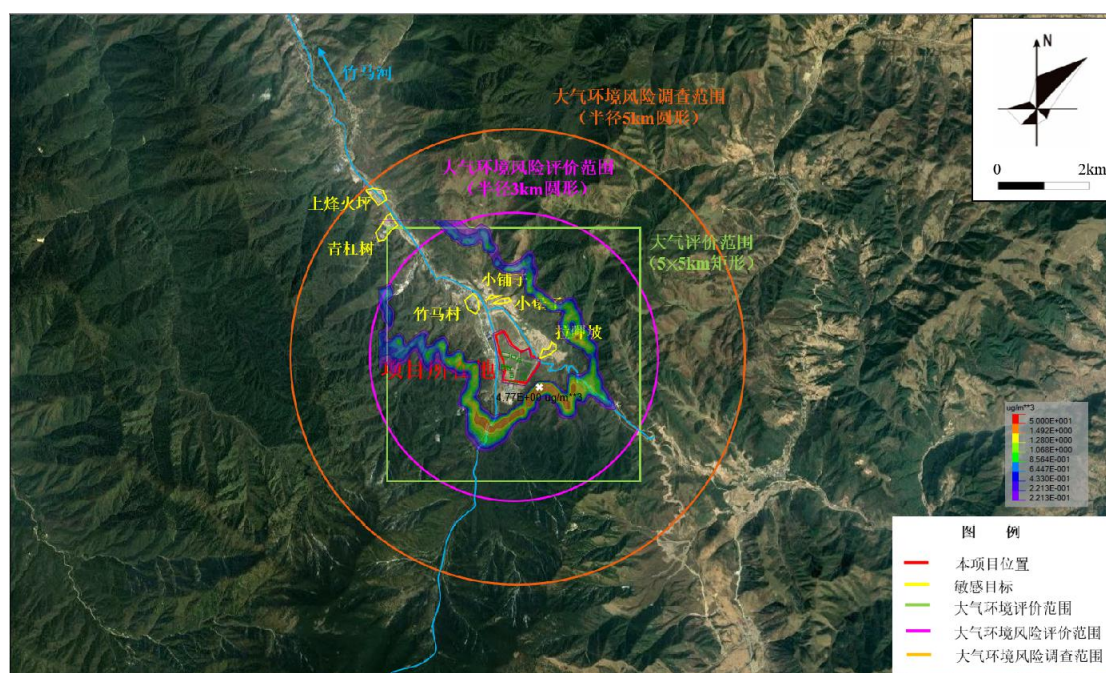 竹马河
大气环境风险调查范围
（半径5km圆形）
N
0
2km
大气环境风险评价范围
（半径3km圆形）
上烽火坪
青杠树
大气评价范围
（5×5km矩形）
小铺子
竹马村
4.77E+00 ug/m**3
ug/m**3
5.000E+001
1.492E+000
1.280E+000
1.068E+000
8.564E-001
6.447E-001
4.330E-001
2.213E-001
2.213E-001
图 例
本项目位置
敏感目标
大气环境评价范围
大气环境风险评价范围
大气环境风险调查范围